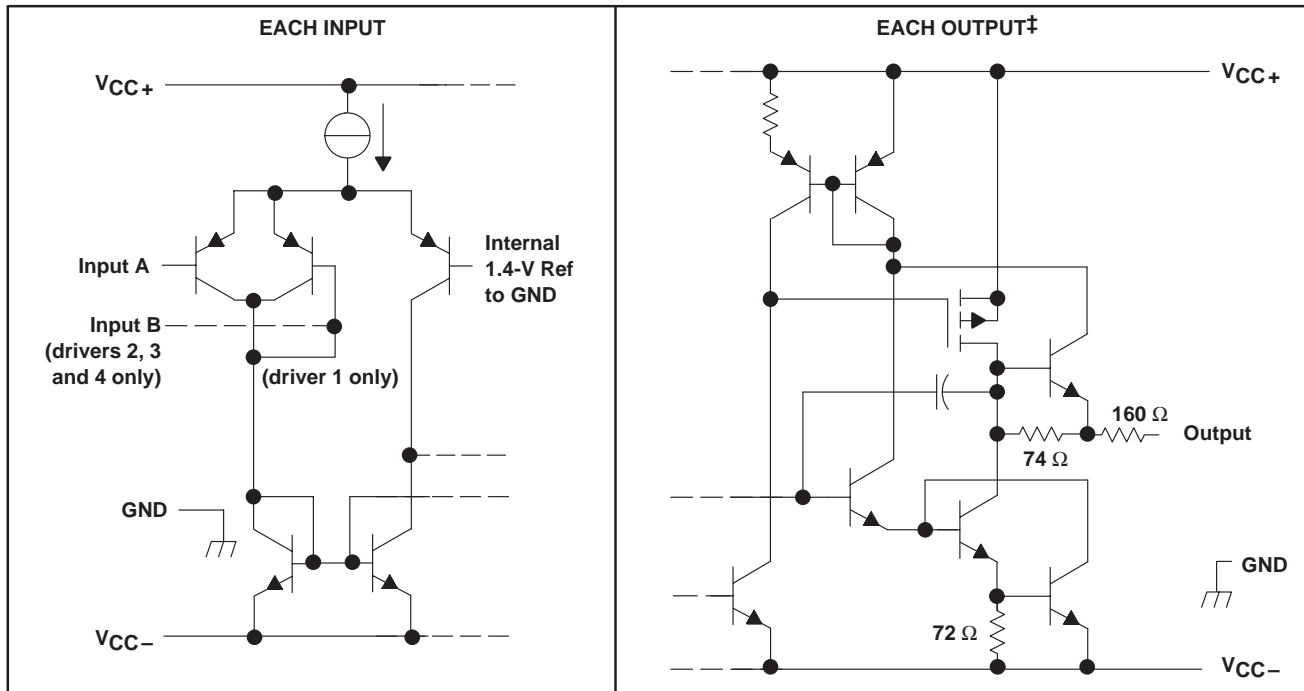 EACH INPUT
VCC+
Input A
Internal
1.4-V Ref
to GND
Input B
(drivers 2, 3
and 4 only)
(driver 1 only)
GND
VCC−
EACH OUTPUT‡
VCC+
160 Ω
Output
74 Ω
GND
72 Ω
VCC−